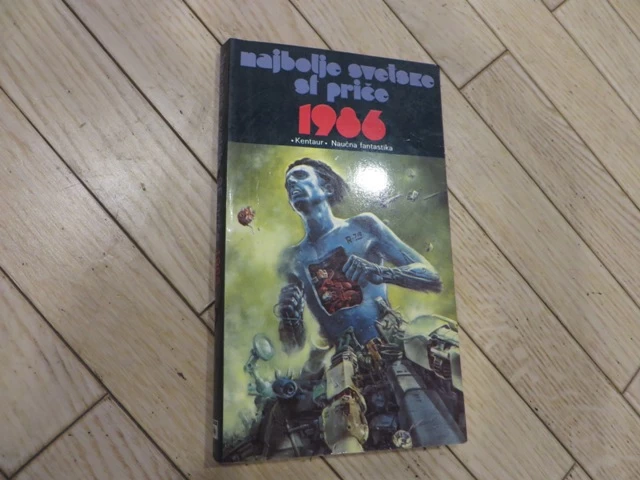 najbolje svetske
sf priče
1986
•Kentaur• Naučna fantastika